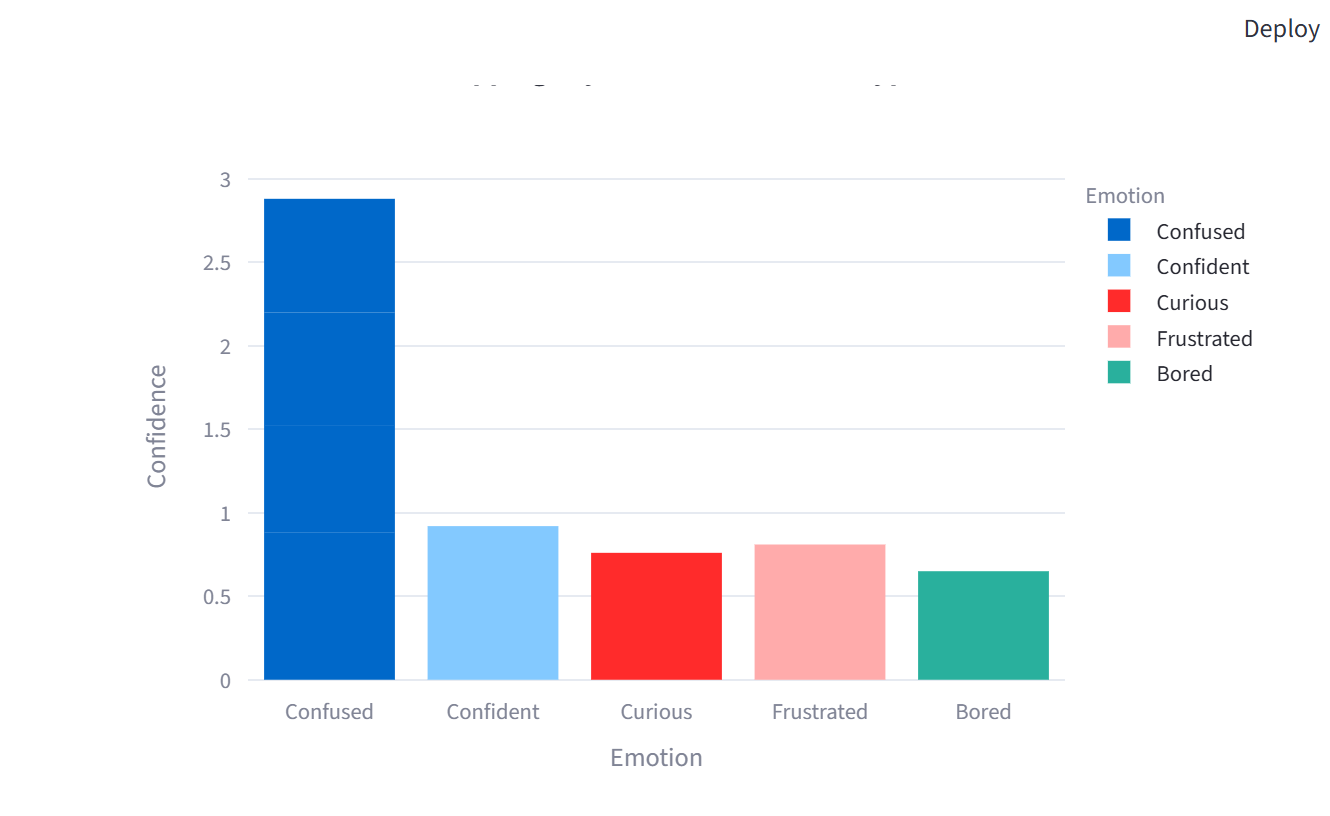 Deploy
3
2.5
2
1.5
1
0.5
0
Confidence
Confused Confident Curious Frustrated Bored
Emotion
Emotion
Confused
Confident
Curious
Frustrated
Bored